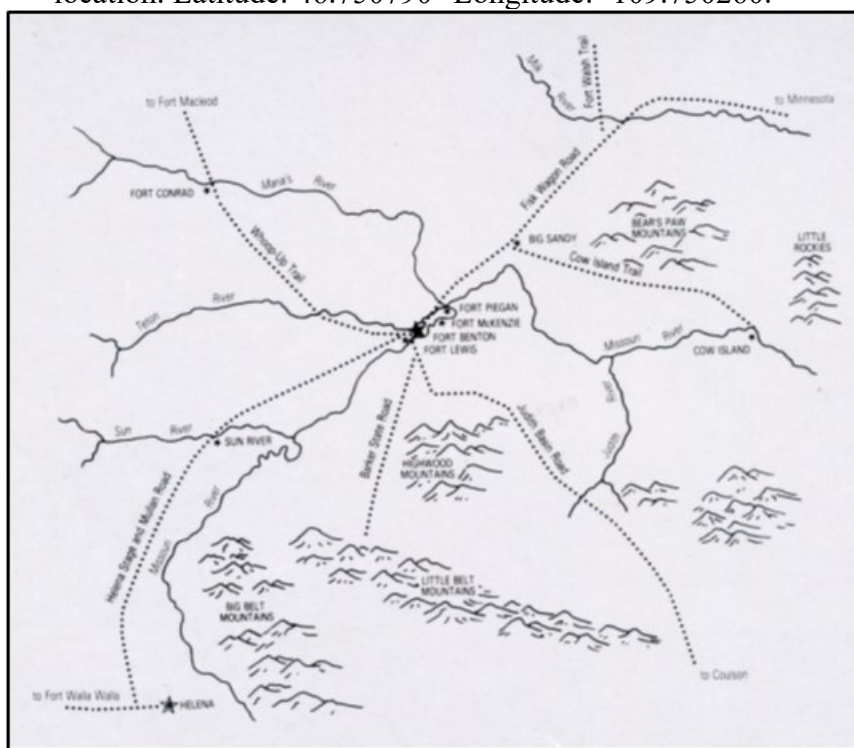 location: Latitude: 46.750790° Longitude: -109.750260.
to Fort Macleod
Milk
River
Fort Walsh Trail
to Minnesota
FORT CONRAD
Maria's River
Fisk Wagon Road
BEAR'S PAW
MOUNTAINS
LITTLE
ROCKIES
Whoop-Up Trail
BIG SANDY
Cow Island Trail
Teton River
FORT PIEGAN
FORT McKENZIE
FORT BENTON
FORT LEWIS
Missouri River
COW ISLAND
Sun River
SUN RIVER
Barker State Road
HIGHWOOD
MOUNTAINS
Judith Basin Road
River
Judith
Helena Stage and Mullan Road
Missouri River
BIG BELT
MOUNTAINS
LITTLE BELT
MOUNTAINS
to Coulson
to Fort Walla Walla
HELENA